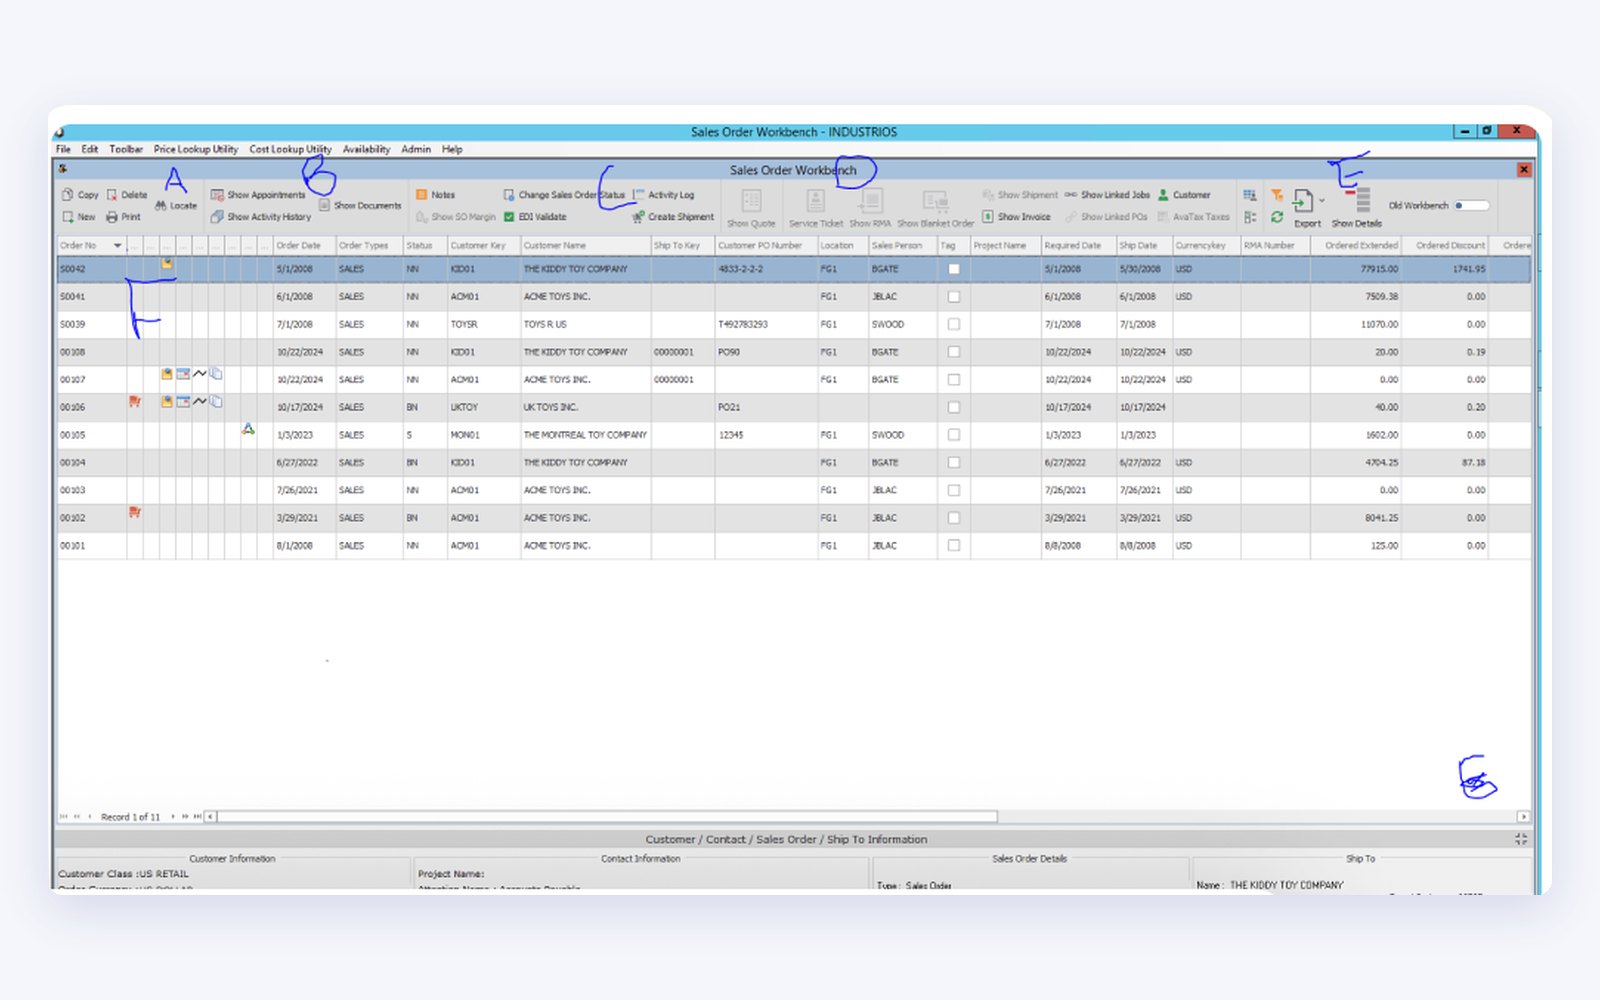 Sales Order Workbench - INDUSTRIOS
File Edit Toolbar Price Lookup Utility Cost Lookup Utility Availability Admin Help
Sales Order Workbench
A B C D E
Copy Delete Locate Show Appointments Show Documents Notes Change Sales Order Status Activity Log Show Shipment Show Linked Jobs Customer Old Workbench
New Print Show Activity History Show SO Margin EDI Validate Create Shipment Show Quote Service Ticket Show RMA Show Blanket Order Show Invoice Show Linked POs AvaTax Taxes Export Show Details
Order No ... ... ... ... ... ... ... ... ... Order Date Order Types Status Customer Key Customer Name Ship To Key Customer PO Number Location Sales Person Tag Project Name Required Date Ship Date Currencykey RMA Number Ordered Extended Ordered Discount Ordere
S0042 5/1/2008 SALES NN KID01 THE KIDDY TOY COMPANY 4833-2-2-2 FG1 BGATE 5/1/2008 5/30/2008 USD 77915.00 1741.95
F
S0041 6/1/2008 SALES NN ACM01 ACME TOYS INC. FG1 JBLAC 6/1/2008 6/1/2008 USD 7509.38 0.00
S0039 7/1/2008 SALES NN TOYSR TOYS R US T492783293 FG1 SWOOD 7/1/2008 7/1/2008 11070.00 0.00
00108 10/22/2024 SALES NN KID01 THE KIDDY TOY COMPANY 00000001 PO90 FG1 BGATE 10/22/2024 10/22/2024 USD 20.00 0.19
00107 10/22/2024 SALES NN ACM01 ACME TOYS INC. 00000001 FG1 BGATE 10/22/2024 10/22/2024 USD 0.00 0.00
00106 10/17/2024 SALES BN UKTOY UK TOYS INC. PO21 10/17/2024 10/17/2024 40.00 0.20
00105 1/3/2023 SALES S MON01 THE MONTREAL TOY COMPANY 12345 FG1 SWOOD 1/3/2023 1/3/2023 1602.00 0.00
00104 6/27/2022 SALES BN KID01 THE KIDDY TOY COMPANY FG1 BGATE 6/27/2022 6/27/2022 USD 4704.25 87.18
00103 7/26/2021 SALES NN ACM01 ACME TOYS INC. FG1 JBLAC 7/26/2021 7/26/2021 USD 0.00 0.00
00102 3/29/2021 SALES BN ACM01 ACME TOYS INC. FG1 JBLAC 3/29/2021 3/29/2021 USD 8041.25 0.00
00101 8/1/2008 SALES NN ACM01 ACME TOYS INC. FG1 JBLAC 8/8/2008 8/8/2008 USD 125.00 0.00
Record 1 of 11
Customer / Contact / Sales Order / Ship To Information
Customer Information Contact Information Sales Order Details Ship To
Customer Class :US RETAIL Project Name:
Type : Sales Order Name : THE KIDDY TOY COMPANY